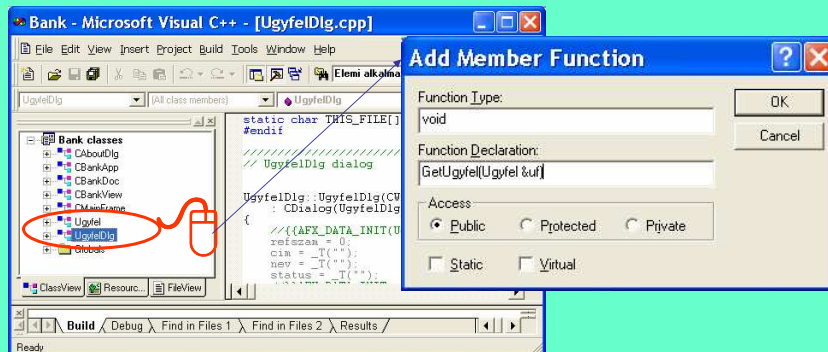 Bank - Microsoft Visual C++ - [UgyfelDlg.cpp]
File Edit View Insert Project Build Tools Window Help
Elemi alkalma
UgyfelDlg
[All class members]
UgyfelDlg
Bank classes
CAboutDlg
CBankApp
CBankDoc
CBankView
CMainFrame
Ugyfel
UgyfelDlg
Globals
ClassView Resourc... FileView
static char THIS_FILE[]
#endif
// UgyfelDlg dialog
UgyfelDlg::UgyfelDlg(CW
: CDialog(UgyfelDlg
{
//{{AFX_DATA_INIT(U
refszam = 0;
cim = _T("");
nev = _T("");
status = _T("");
Build Debug Find in Files 1 Find in Files 2 Results
Ready
Add Member Function
Function Type:
void
Function Declaration:
GetUgyfel(Ugyfel &uf)
Access
Public Protected Private
Static Virtual
OK
Cancel